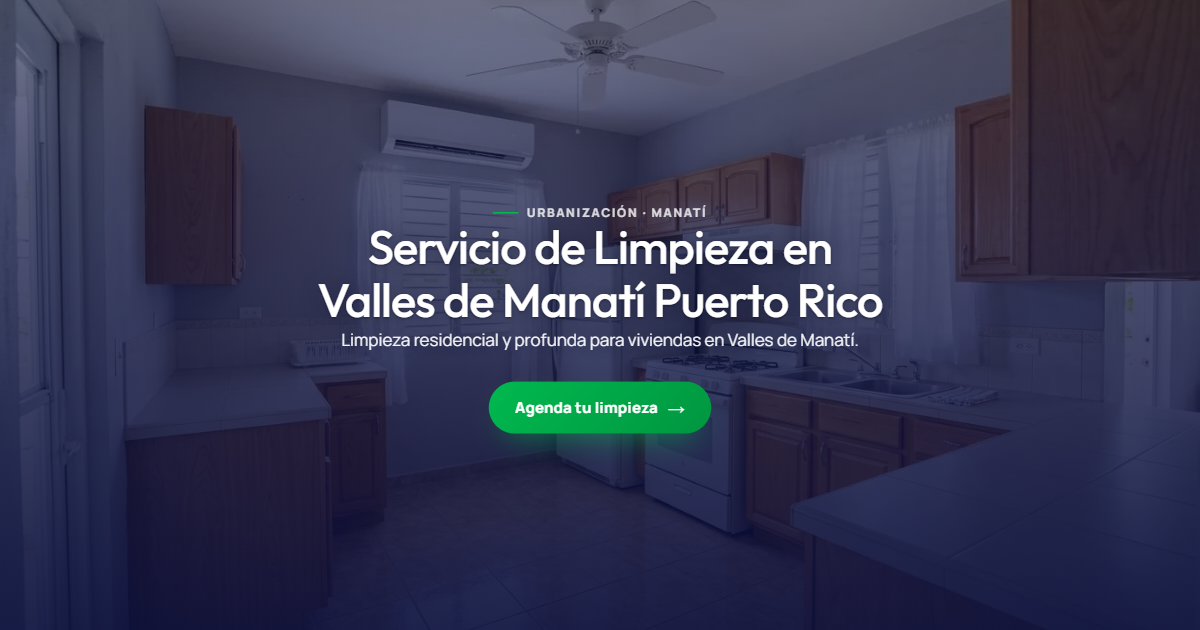 URBANIZACIÓN · MANATÍ
Servicio de Limpieza en
Valles de Manatí Puerto Rico
Limpieza residencial y profunda para viviendas en Valles de Manatí.
Agenda tu limpieza →